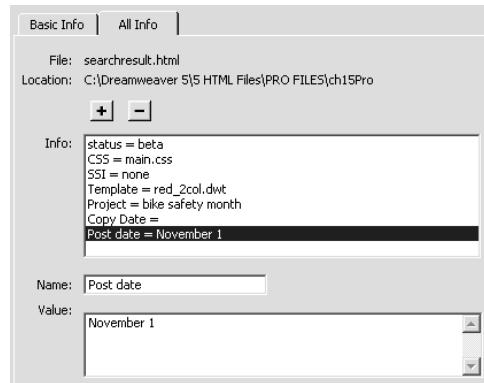 Basic Info All Info
File: searchresult.html
Location: C:\Dreamweaver 5\5 HTML Files\PRO FILES\ch15Pro
+ −
Info: status = beta
CSS = main.css
SSI = none
Template = red_2col.dwt
Project = bike safety month
Copy Date =
Post date = November 1
Name: Post date
Value: November 1